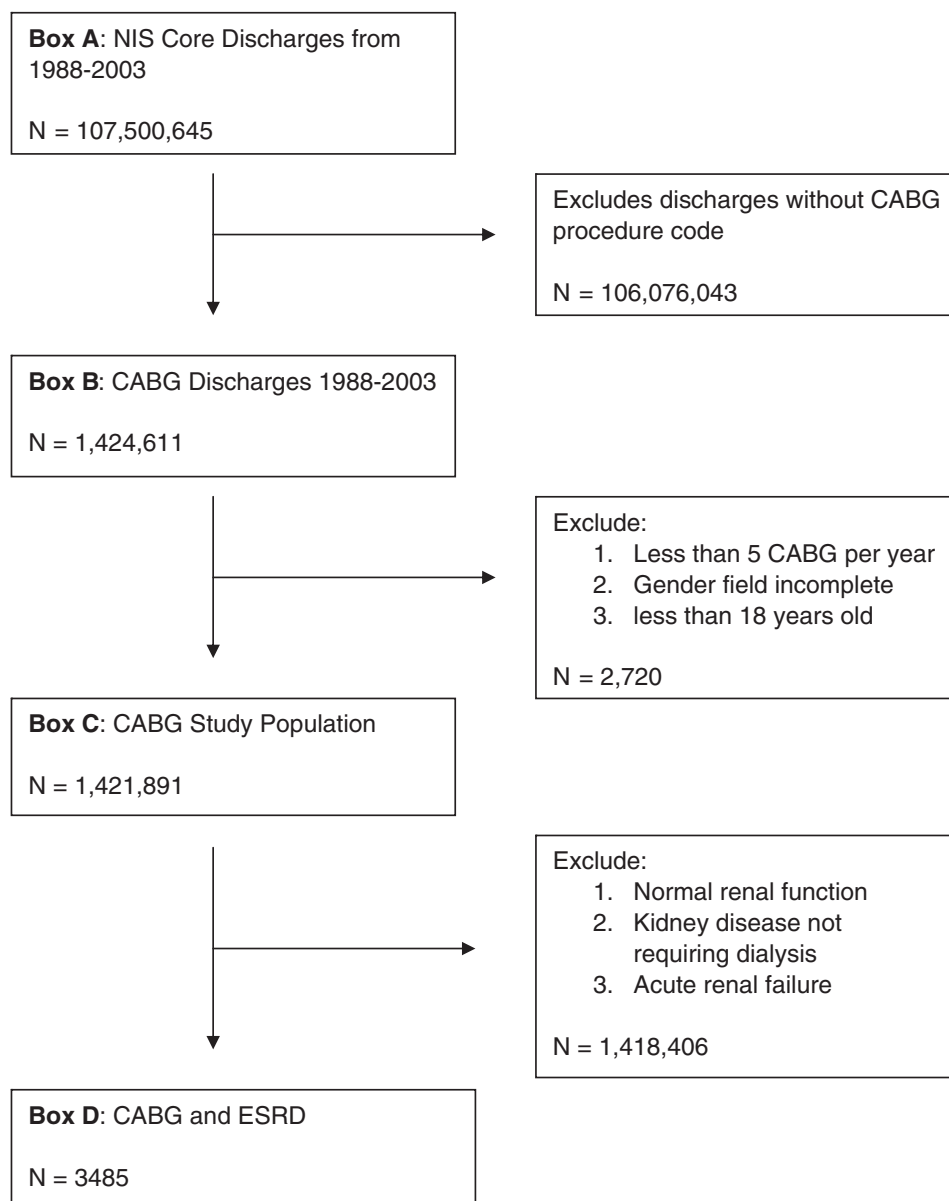 Box A: NIS Core Discharges from
1988-2003
N = 107,500,645
Excludes discharges without CABG
procedure code
N = 106,076,043
Box B: CABG Discharges 1988-2003
N = 1,424,611
Exclude:
1. Less than 5 CABG per year
2. Gender field incomplete
3. less than 18 years old
N = 2,720
Box C: CABG Study Population
N = 1,421,891
Exclude:
1. Normal renal function
2. Kidney disease not
requiring dialysis
3. Acute renal failure
N = 1,418,406
Box D: CABG and ESRD
N = 3485